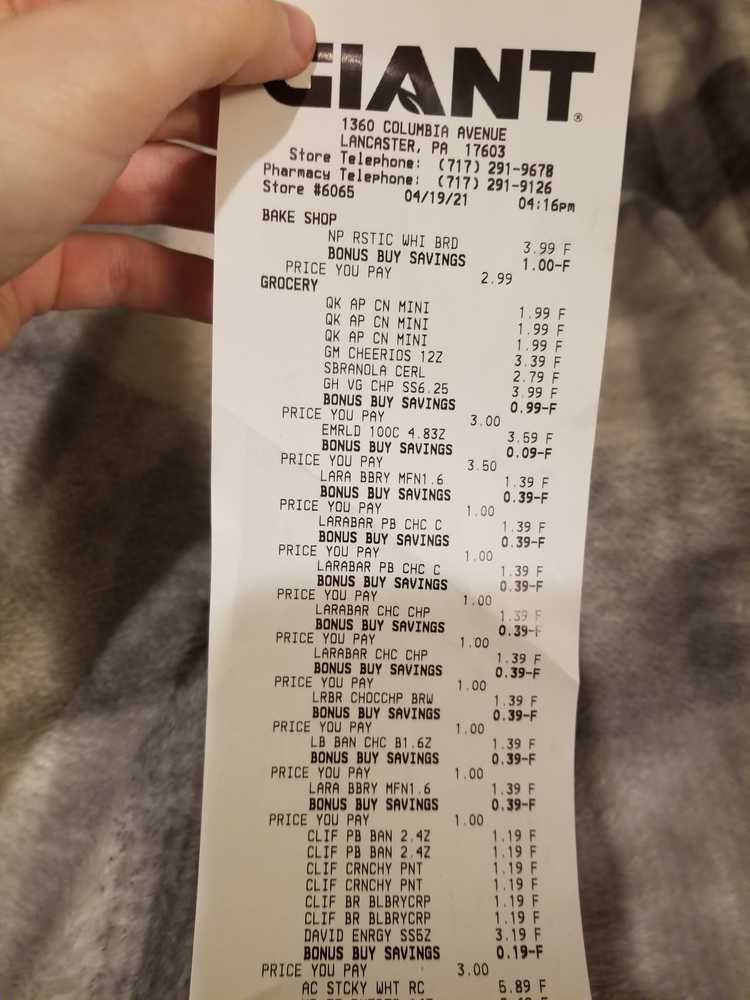 GIANT®
1360 COLUMBIA AVENUE
LANCASTER, PA 17603
Store Telephone: (717) 291-9678
Pharmacy Telephone: (717) 291-9126
Store #6065 04/19/21 04:16pm
BAKE SHOP
NP RSTIC WHI BRD 3.99 F
BONUS BUY SAVINGS 1.00-F
PRICE YOU PAY 2.99
GROCERY
QK AP CN MINI 1.99 F
QK AP CN MINI 1.99 F
QK AP CN MINI 1.99 F
GM CHEERIOS 12Z 3.39 F
SBRANOLA CERL 2.79 F
GH VG CHP SS6.25 3.99 F
BONUS BUY SAVINGS 0.99-F
PRICE YOU PAY 3.00
EMRLD 100C 4.83Z 3.59 F
BONUS BUY SAVINGS 0.09-F
PRICE YOU PAY 3.50
LARA BBRY MFN1.6 1.39 F
BONUS BUY SAVINGS 0.39-F
PRICE YOU PAY 1.00
LARABAR PB CHC C 1.39 F
BONUS BUY SAVINGS 0.39-F
PRICE YOU PAY 1.00
LARABAR PB CHC C 1.39 F
BONUS BUY SAVINGS 0.39-F
PRICE YOU PAY 1.00
LARABAR CHC CHP 1.39 F
BONUS BUY SAVINGS 0.39-F
PRICE YOU PAY 1.00
LARABAR CHC CHP 1.39 F
BONUS BUY SAVINGS 0.39-F
PRICE YOU PAY 1.00
LRBR CHOCCHP BRW 1.39 F
BONUS BUY SAVINGS 0.39-F
PRICE YOU PAY 1.00
LB BAN CHC B1.6Z 1.39 F
BONUS BUY SAVINGS 0.39-F
PRICE YOU PAY 1.00
LARA BBRY MFN1.6 1.39 F
BONUS BUY SAVINGS 0.39-F
PRICE YOU PAY 1.00
CLIF PB BAN 2.4Z 1.19 F
CLIF PB BAN 2.4Z 1.19 F
CLIF CRNCHY PNT 1.19 F
CLIF CRNCHY PNT 1.19 F
CLIF BR BLBRYCRP 1.19 F
CLIF BR BLBRYCRP 1.19 F
DAVID ENRGY SS5Z 3.19 F
BONUS BUY SAVINGS 0.19-F
PRICE YOU PAY 3.00
AC STCKY WHT RC 5.89 F